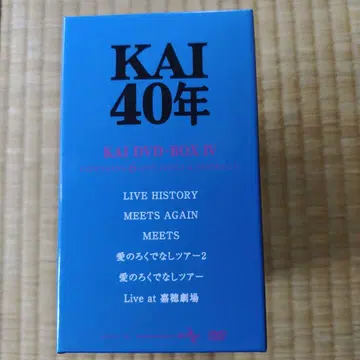 KAI
40年
KAI DVD-BOX
LIVE HISTORY
MEETS AGAIN
MEETS
愛のろくでなしツアー2
愛のろくでなしツアー
Live at 嘉穂劇場